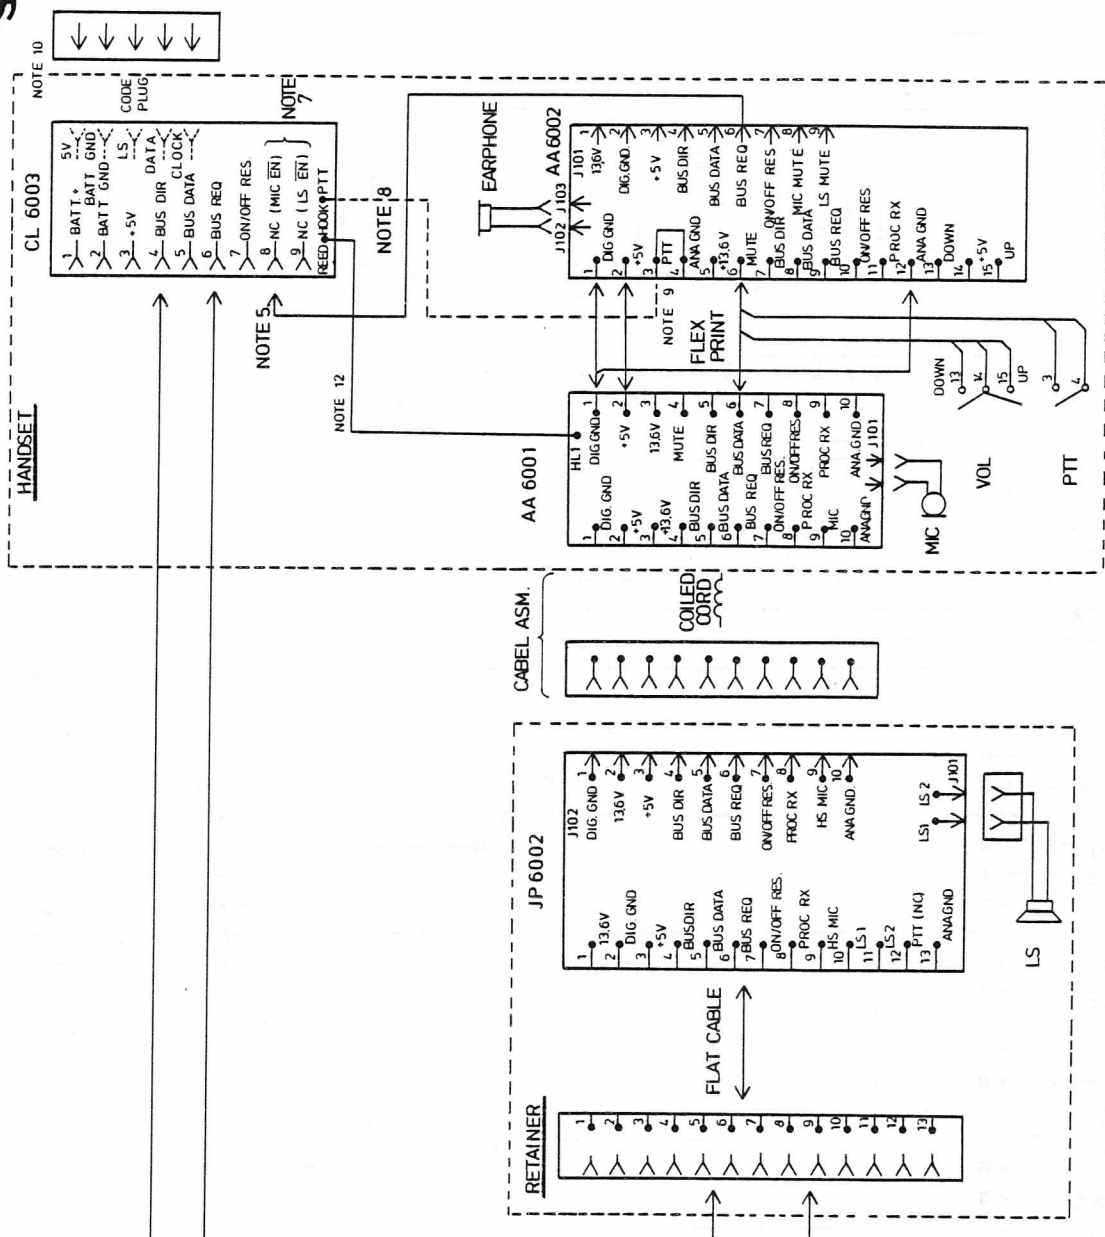 NOTE 10
CODE
PLUG
CL 6003
1 BATT.+ 5V
2 BATT GND BATT GND
3 +5V LS
4 BUS DIR DATA
5 BUS DATA CLOCK
6 BUS REQ
7 ON/OFF RES
8 NC (MIC EN)
9 NC (LS EN)
REED HOOK PTT
NOTE 7
NOTE 8
NOTE 5
NOTE 12
NOTE 9
HANDSET
EARPHONE
J102 J103
AA6002
J101
1 13,6V
2 DIG.GND
3 +5V
4 BUS DIR
5 BUS DATA
6 BUS REQ
7 ON/OFF RES
8 MIC MUTE
9 LS MUTE
1 DIG GND
2 +5V
3 PTT
4 ANA GND
5 +13,6V
6 MUTE
7 BUS DIR
8 BUS DATA
9 BUS REQ
10 ON/OFF RES
11 PROC RX
12 ANA GND
13 DOWN
14 +5V
15 UP
FLEX
PRINT
AA 6001
HL1
1 DIG GND
2 +5V
3 13,6V
4 MUTE
5 BUS DIR
6 BUS DATA
7 BUS REQ
8 ON/OFF RES
9 PROC RX
10 ANA.GND
J101
1 DIG. GND
2 +5V
3 +13,6V
4 BUS DIR
5 BUS DATA
6 BUS REQ
7 ON/OFF RES.
8 PROC RX
9 MIC
10 ANAGND
MIC
DOWN
13
14
15
UP
VOL
3
4
PTT
CABEL ASM.
COILED
CORD
JP 6002
J102
1 DIG. GND
2 13,6V
3 +5V
4 BUS DIR
5 BUS DATA
6 BUS REQ
7 ON/OFF RES.
8 PROC RX
9 HS MIC
10 ANA GND.
1 13,6V
2 DIG. GND
3 +5V
4 BUSDIR
5 BUS DATA
6
7 BUS REQ
8 ON/OFF RES.
9 PROC RX
10 HS MIC
11 LS1
12 LS2
13 PTT (NC)
ANAGND
LS1 LS2 J101
LS
FLAT CABLE
RETAINER
1
2
3
4
5
6
7
8
9
10
11
12
13